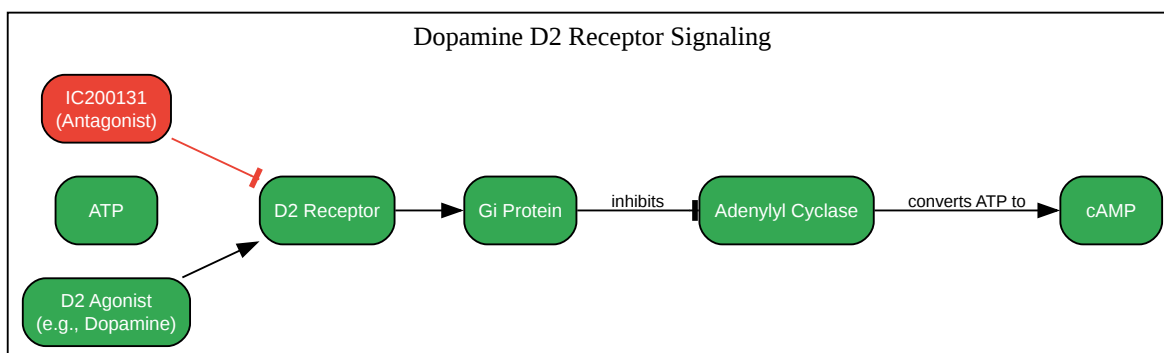 Dopamine D2 Receptor Signaling
IC200131
(Antagonist)
ATP
D2 Agonist
(e.g., Dopamine)
D2 Receptor
Gi Protein
inhibits
Adenylyl Cyclase
converts ATP to
cAMP